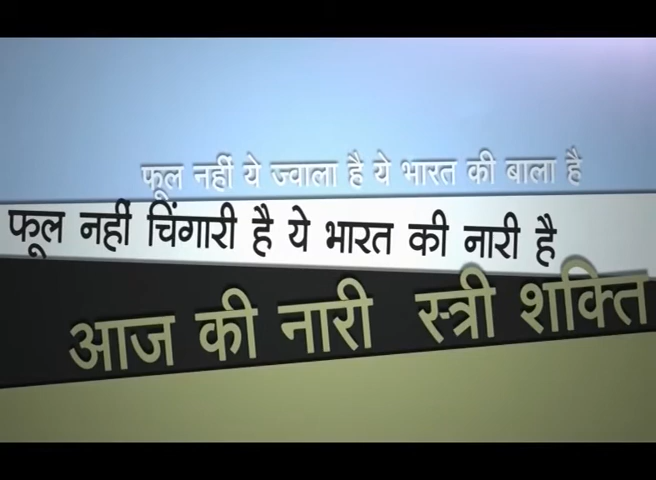 फूल नहीं ये ज्वाला है ये भारत की बाला है
फूल नहीं चिंगारी है ये भारत की नारी है
आज की नारी स्त्री शक्ति